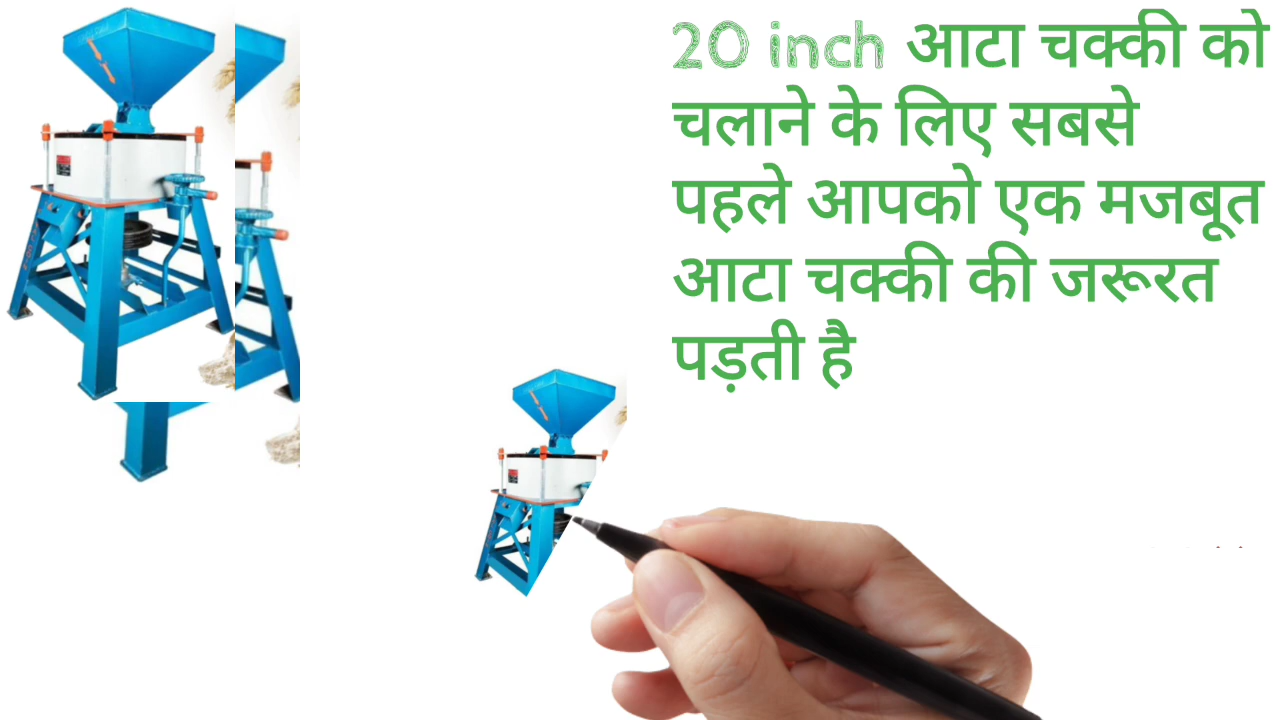 20 inch आटा चक्की को
चलाने के लिए सबसे
पहले आपको एक मजबूत
आटा चक्की की जरूरत
पड़ती है